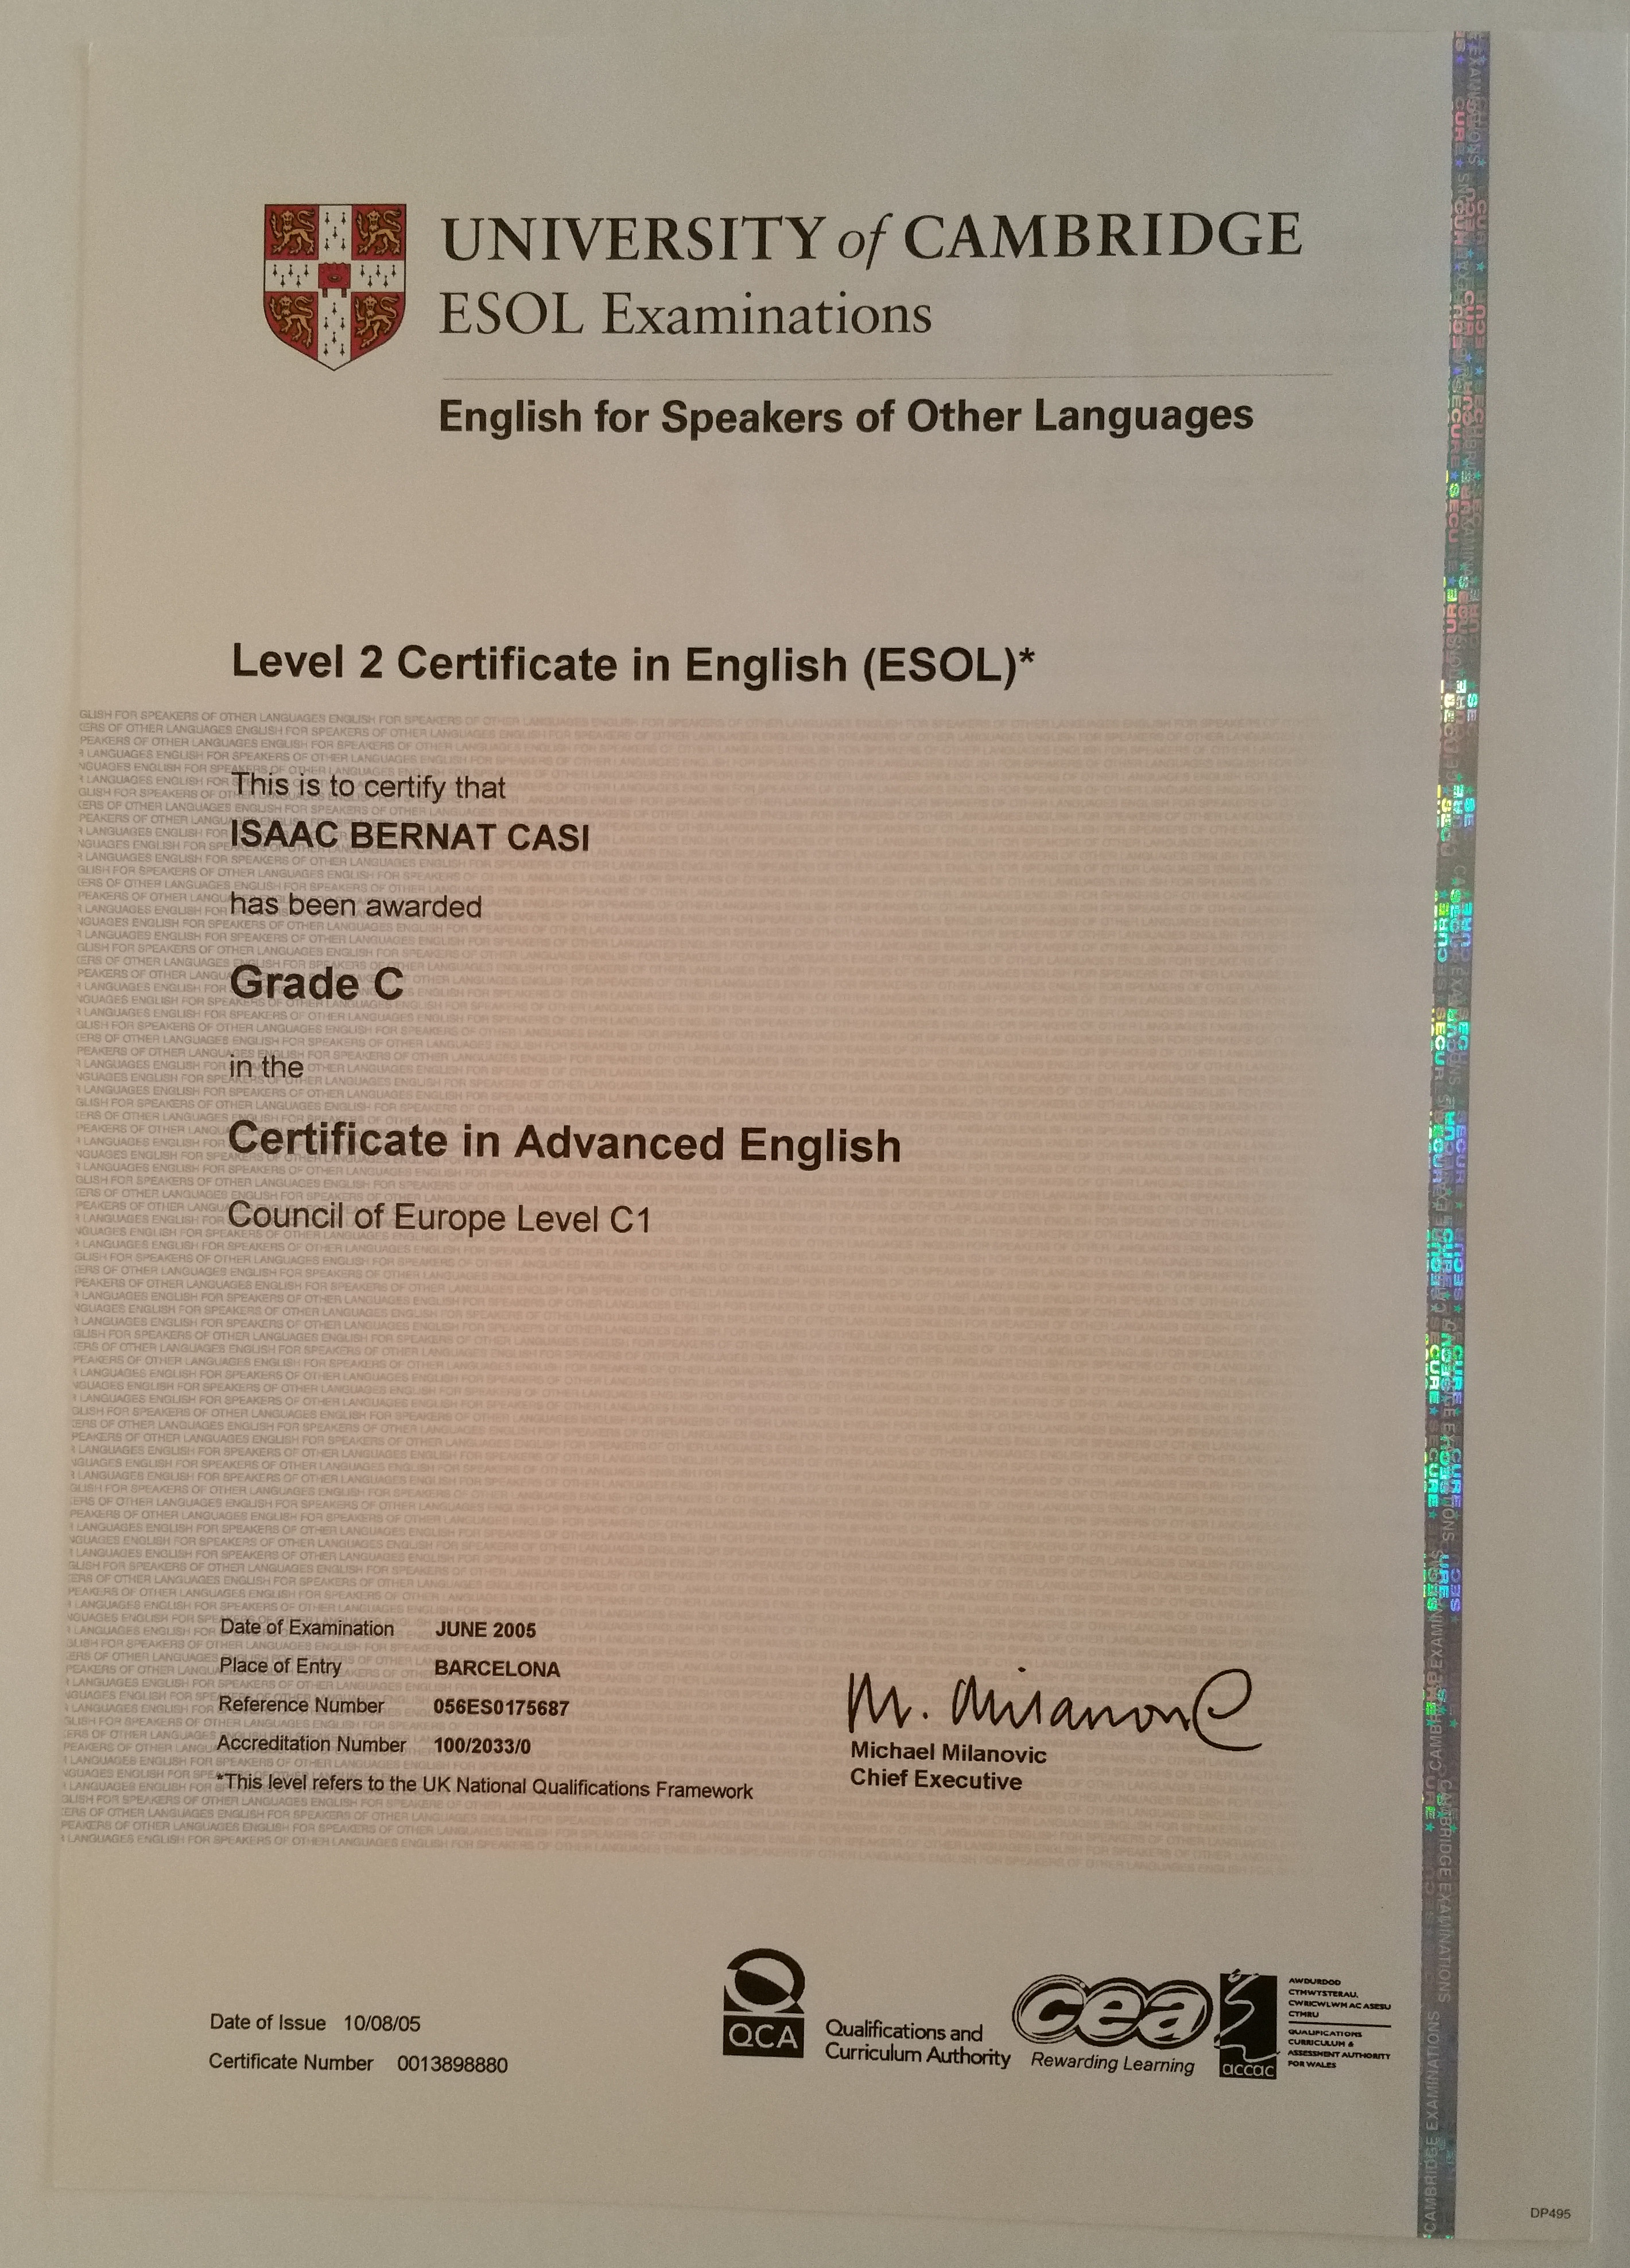 UNIVERSITY of CAMBRIDGE
ESOL Examinations
English for Speakers of Other Languages
Level 2 Certificate in English (ESOL)*
This is to certify that
ISAAC BERNAT CASI
has been awarded
Grade C
in the
Certificate in Advanced English
Council of Europe Level C1
Date of Examination JUNE 2005
Place of Entry BARCELONA
Reference Number 056ES0175687
Accreditation Number 100/2033/0
*This level refers to the UK National Qualifications Framework
M. Milanovic
Michael Milanovic
Chief Executive
Date of Issue 10/08/05
Certificate Number 0013898880
QCA
Qualifications and
Curriculum Authority
cea
Rewarding Learning
accac
AWDURDOD
CYMWYSTERAU,
CWRICWLWM AC ASESU
CYMRU
QUALIFICATIONS
CURRICULUM &
ASSESSMENT AUTHORITY
FOR WALES
CAMBRIDGE EXAMINATIONS
SECURE
DP495